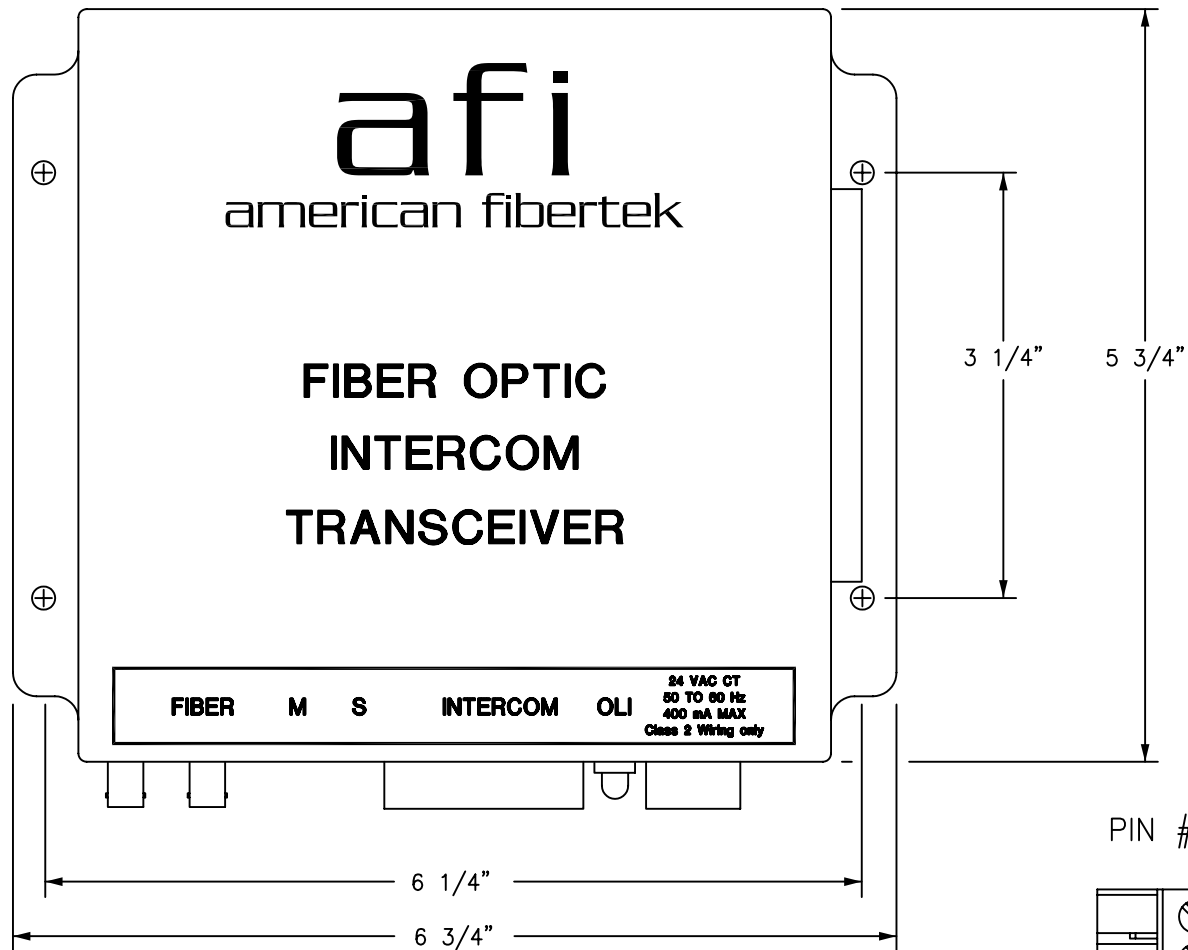 afi
american fibertek
FIBER OPTIC
INTERCOM
TRANSCEIVER
3 1/4”
5 3/4”
FIBER M S INTERCOM OLI
24 VAC CT
50 TO 60 Hz
400 mA MAX
Class 2 Wiring only
PIN #
6 1/4”
6 3/4”